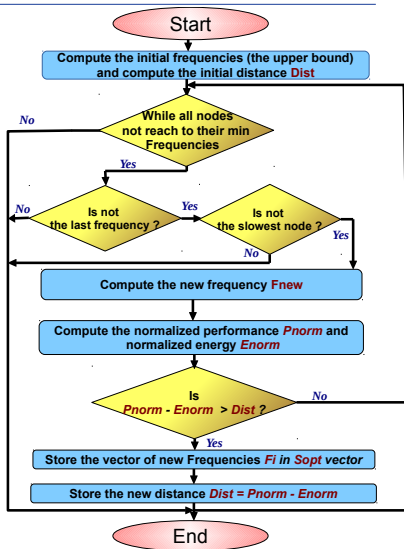 Start
Compute the initial frequencies (the upper bound)
and compute the initial distance Dist
While all nodes
not reach to their min
Frequencies
No
Yes
Is not
the last frequency ?
No
Yes
Is not
the slowest node ?
Yes
No
Compute the new frequency Fnew
Compute the normalized performance Pnorm and
normalized energy Enorm
Is
Pnorm - Enorm > Dist ?
No
Yes
Store the vector of new Frequencies Fi in Sopt vector
Store the new distance Dist = Pnorm - Enorm
End